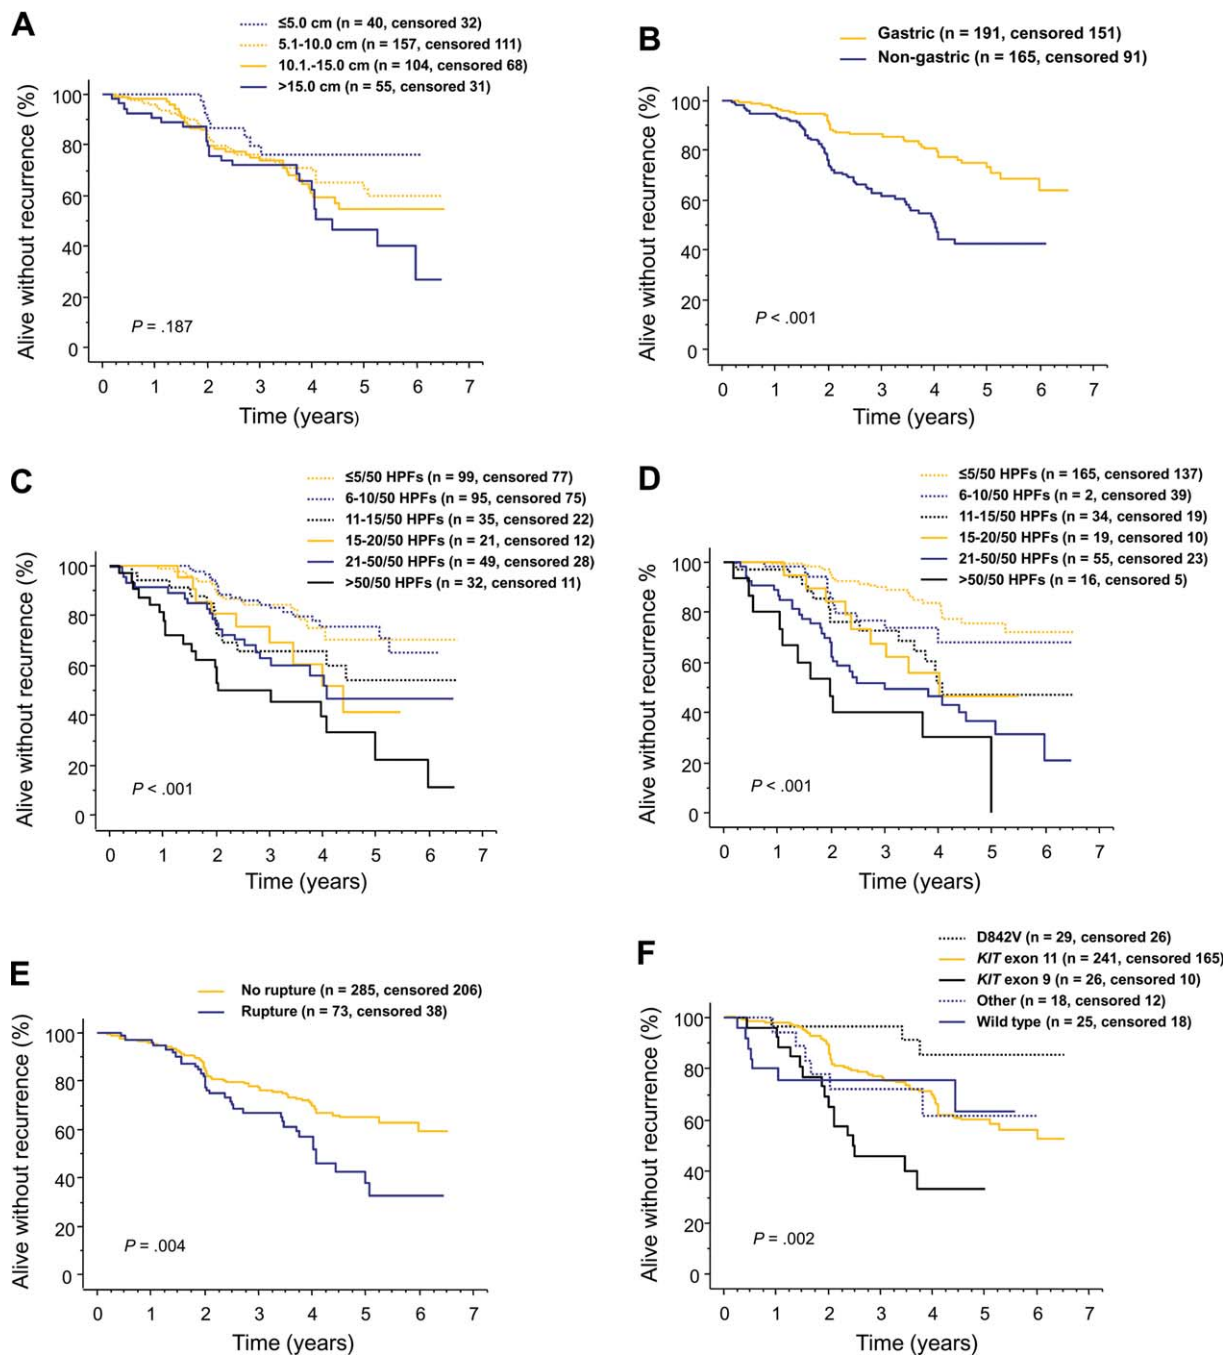 A
≤5.0 cm (n = 40, censored 32)
5.1-10.0 cm (n = 157, censored 111)
10.1.-15.0 cm (n = 104, censored 68)
>15.0 cm (n = 55, censored 31)
Alive without recurrence (%)
100
80
60
40
20
0
P = .187
0 1 2 3 4 5 6 7
Time (years)
B
Gastric (n = 191, censored 151)
Non-gastric (n = 165, censored 91)
Alive without recurrence (%)
100
80
60
40
20
0
P < .001
0 1 2 3 4 5 6 7
Time (years)
C
≤5/50 HPFs (n = 99, censored 77)
6-10/50 HPFs (n = 95, censored 75)
11-15/50 HPFs (n = 35, censored 22)
15-20/50 HPFs (n = 21, censored 12)
21-50/50 HPFs (n = 49, censored 28)
>50/50 HPFs (n = 32, censored 11)
Alive without recurrence (%)
100
80
60
40
20
0
P < .001
0 1 2 3 4 5 6 7
Time (years)
D
≤5/50 HPFs (n = 165, censored 137)
6-10/50 HPFs (n = 2, censored 39)
11-15/50 HPFs (n = 34, censored 19)
15-20/50 HPFs (n = 19, censored 10)
21-50/50 HPFs (n = 55, censored 23)
>50/50 HPFs (n = 16, censored 5)
Alive without recurrence %
100
80
60
40
20
0
P < .001
0 1 2 3 4 5 6 7
Time (years)
E
No rupture (n = 285, censored 206)
Rupture (n = 73, censored 38)
Alive without recurrence (%)
100
80
60
40
20
0
P = .004
0 1 2 3 4 5 6 7
Time (years)
F
D842V (n = 29, censored 26)
KIT exon 11 (n = 241, censored 165)
KIT exon 9 (n = 26, censored 10)
Other (n = 18, censored 12)
Wild type (n = 25, censored 18)
Alive without recurrence (%)
100
80
60
40
20
0
P = .002
0 1 2 3 4 5 6 7
Time (years)